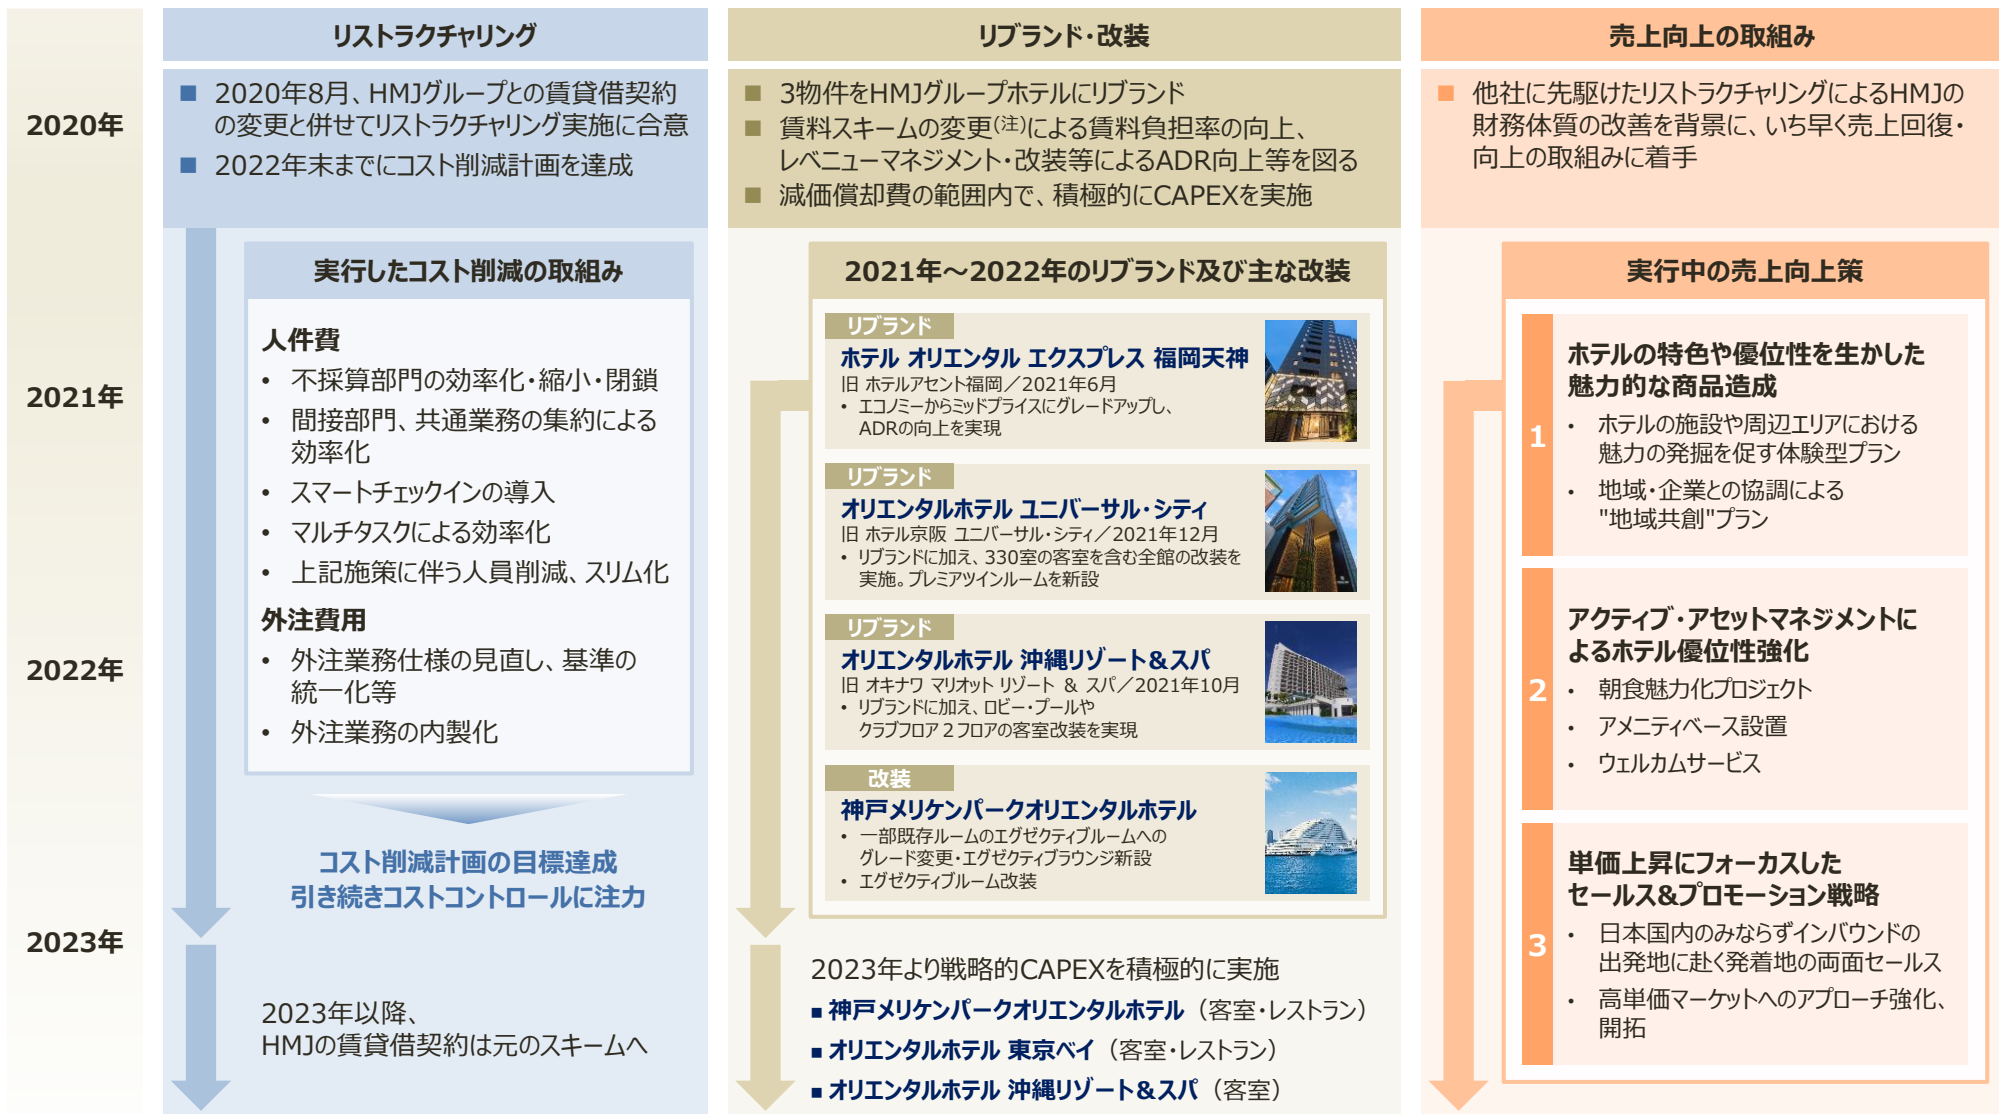 2020年
2021年
2022年
2023年
リストラクチャリング
■ 2020年8月、HMJグループとの賃貸借契約
の変更と併せてリストラクチャリング実施に合意
■ 2022年末までにコスト削減計画を達成
実行したコスト削減の取組み
人件費
• 不採算部門の効率化・縮小・閉鎖
• 間接部門、共通業務の集約による
効率化
• スマートチェックインの導入
• マルチタスクによる効率化
• 上記施策に伴う人員削減、スリム化
外注費用
• 外注業務仕様の見直し、基準の
統一化等
• 外注業務の内製化
コスト削減計画の目標達成
引き続きコストコントロールに注力
2023年以降、
HMJの賃貸借契約は元のスキームへ
リブランド・改装
■ 3物件をHMJグループホテルにリブランド
■ 賃料スキームの変更(注)による賃料負担率の向上、
レベニューマネジメント・改装等によるADR向上等を図る
■ 減価償却費の範囲内で、積極的にCAPEXを実施
2021年～2022年のリブランド及び主な改装
リブランド
ホテル オリエンタル エクスプレス 福岡天神
旧 ホテルアセント福岡／2021年6月
• エコノミーからミッドプライスにグレードアップし、
ADRの向上を実現
リブランド
オリエンタルホテル ユニバーサル・シティ
旧 ホテル京阪 ユニバーサル・シティ／2021年12月
• リブランドに加え、330室の客室を含む全館の改装を
実施。プレミアツインルームを新設
リブランド
オリエンタルホテル 沖縄リゾート＆スパ
旧 オキナワ マリオット リゾート ＆ スパ／2021年10月
• リブランドに加え、ロビー・プールや
クラブフロア２フロアの客室改装を実現
改装
神戸メリケンパークオリエンタルホテル
• 一部既存ルームのエグゼクティブルームへの
グレード変更・エグゼクティブラウンジ新設
• エグゼクティブルーム改装
2023年より戦略的CAPEXを積極的に実施
■ 神戸メリケンパークオリエンタルホテル（客室・レストラン）
■ オリエンタルホテル 東京ベイ（客室・レストラン）
■ オリエンタルホテル 沖縄リゾート＆スパ（客室）
売上向上の取組み
■ 他社に先駆けたリストラクチャリングによるHMJの
財務体質の改善を背景に、いち早く売上回復・
向上の取組みに着手
実行中の売上向上策
1
ホテルの特色や優位性を生かした
魅力的な商品造成
• ホテルの施設や周辺エリアにおける
魅力の発掘を促す体験型プラン
• 地域・企業との協調による
"地域共創"プラン
2
アクティブ・アセットマネジメントに
よるホテル優位性強化
• 朝食魅力化プロジェクト
• アメニティベース設置
• ウェルカムサービス
3
単価上昇にフォーカスした
セールス&プロモーション戦略
• 日本国内のみならずインバウンドの
出発地に赴く発着地の両面セールス
• 高単価マーケットへのアプローチ強化、
開拓